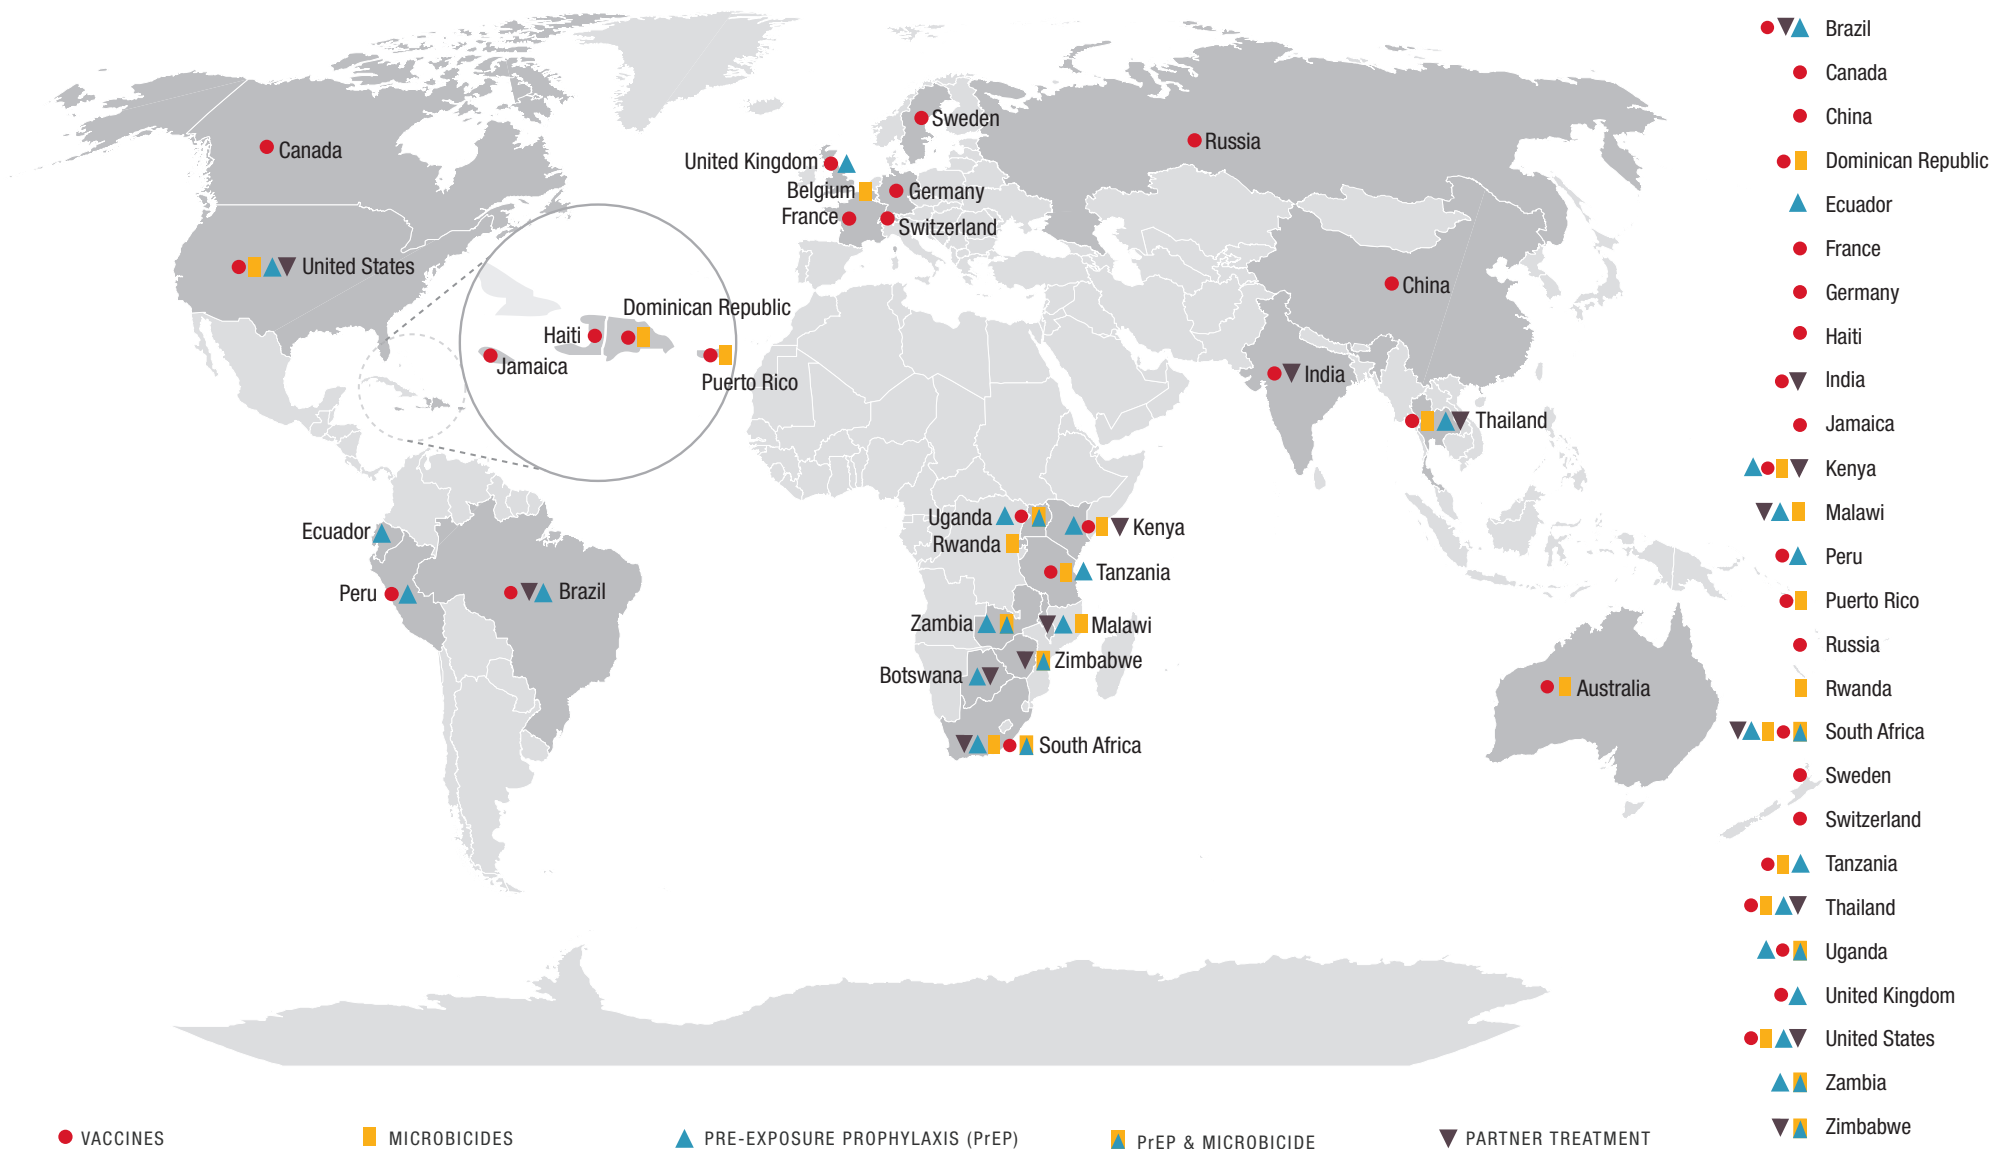 Canada
United States
Sweden
United Kingdom
Belgium
Germany
France
Switzerland
Russia
China
Dominican Republic
Haiti
Jamaica
Puerto Rico
India
Thailand
Ecuador
Peru
Brazil
Uganda
Kenya
Rwanda
Tanzania
Zambia
Malawi
Zimbabwe
Botswana
South Africa
Australia
Brazil
Canada
China
Dominican Republic
Ecuador
France
Germany
Haiti
India
Jamaica
Kenya
Malawi
Peru
Puerto Rico
Russia
Rwanda
South Africa
Sweden
Switzerland
Tanzania
Thailand
Uganda
United Kingdom
United States
Zambia
Zimbabwe
VACCINES
MICROBICIDES
PRE-EXPOSURE PROPHYLAXIS (PrEP)
PrEP & MICROBICIDE
PARTNER TREATMENT